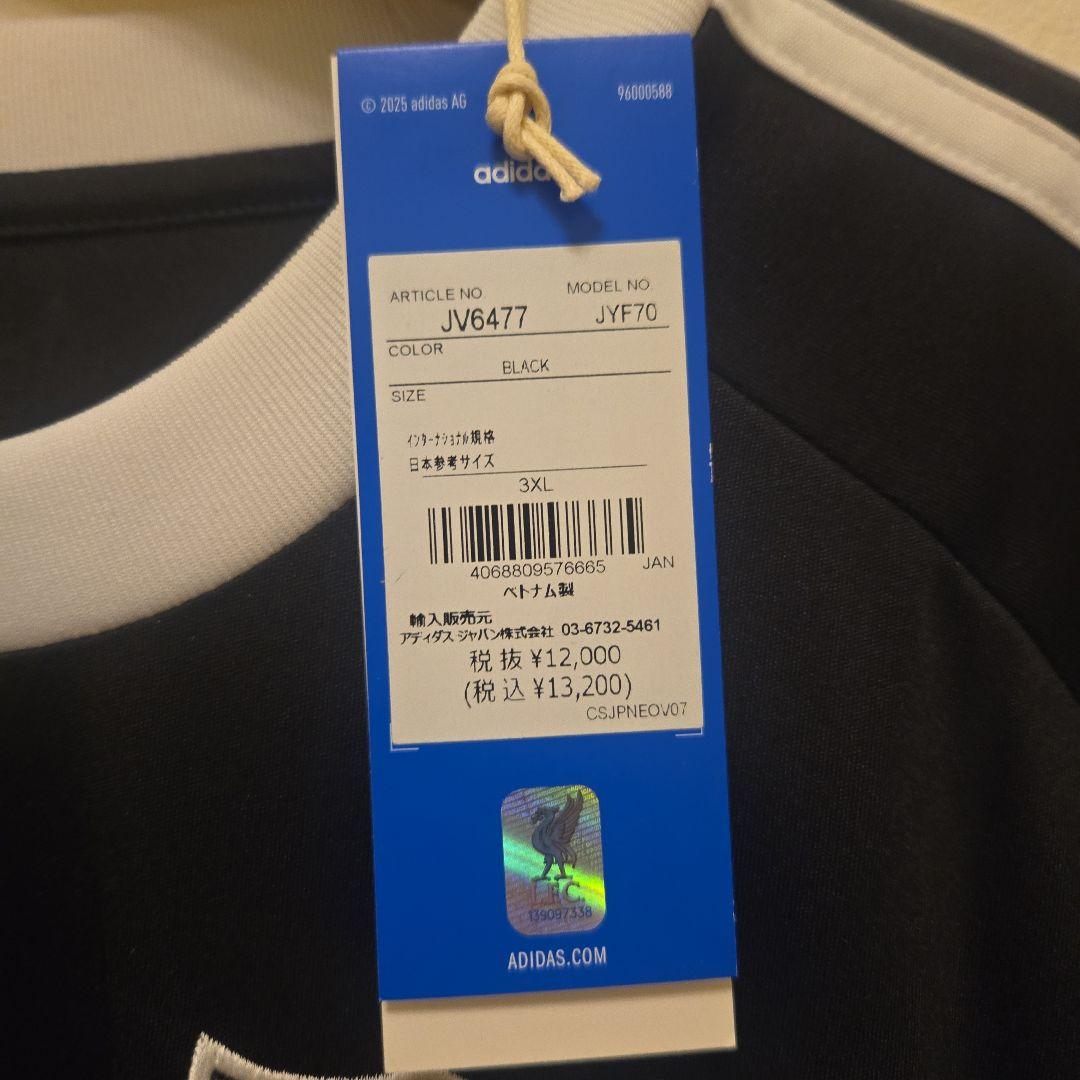 © 2025 adidas AG
96000588
adidas
ARTICLE NO
MODEL NO.
JV6477
JYF70
COLOR
BLACK
SIZE
インターナショナル規格
日本参考サイズ
3XL
4068809576665
JAN
ベトナム製
輸入販売元
アディダス ジャパン株式会社 03-6732-5461
税抜 ¥12,000
(税込 ¥13,200)
CSJPNEOV07
L.F.C.
139097338
ADIDAS.COM